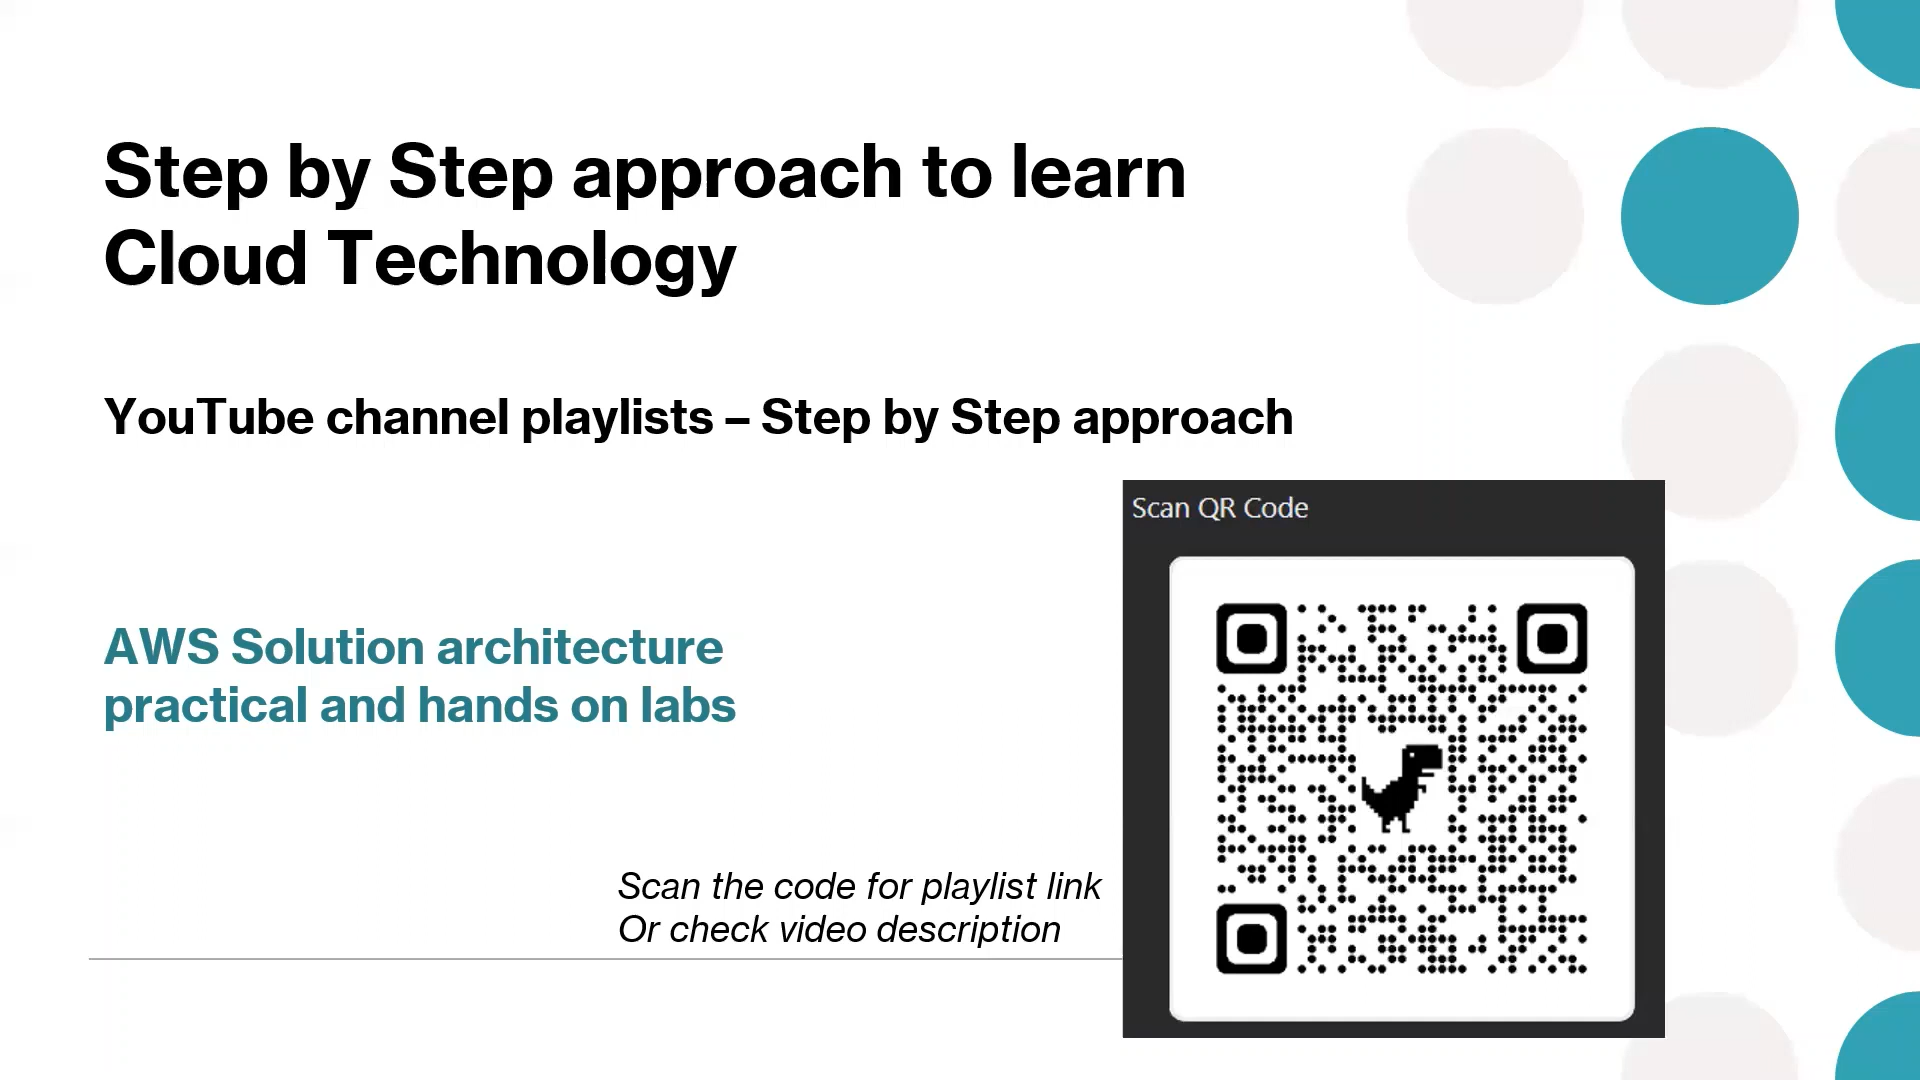 Step by Step approach to learn
Cloud Technology
YouTube channel playlists – Step by Step approach
Scan QR Code
AWS Solution architecture
practical and hands on labs
Scan the code for playlist link
Or check video description